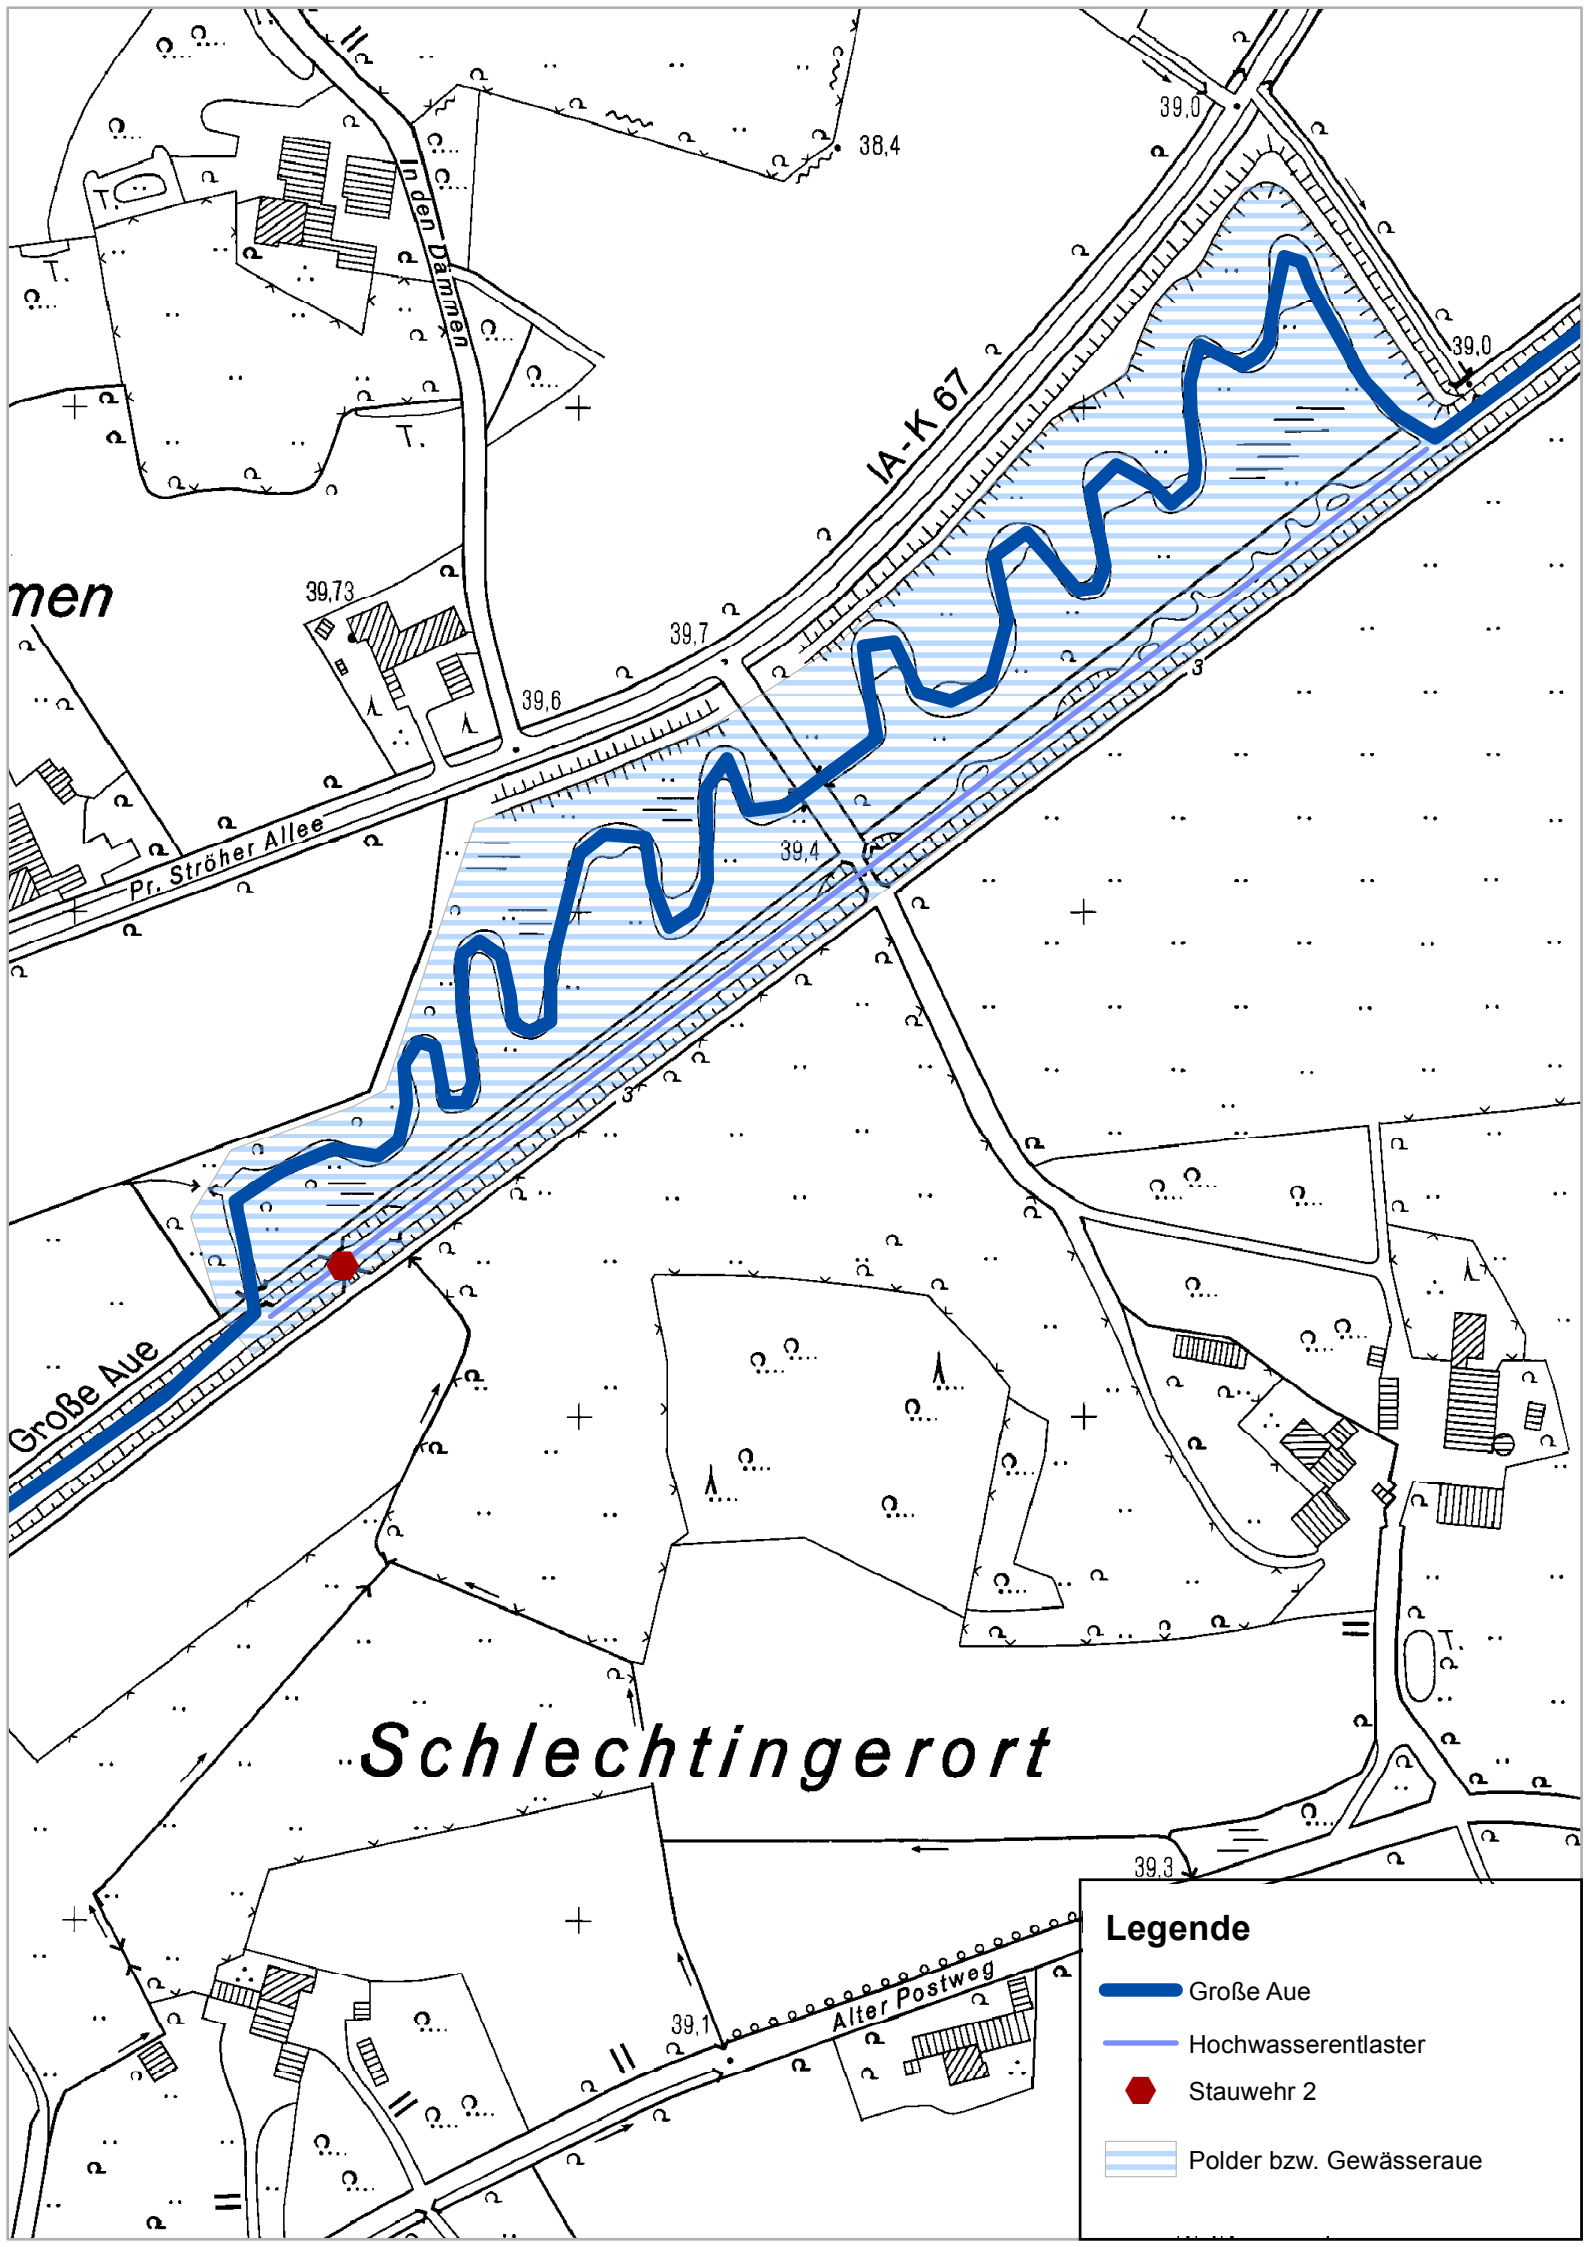 39,0
38,4
T.
In den Dämmen
T.
39,0
T.
IA-K 67
men
39,73
39,7
39,6
3
Pr. Ströher Allee
39,4
3
Große Aue
T.
Schlechtingerort
39,3
39,1
Alter Postweg
Legende
Große Aue
Hochwasserentlaster
Stauwehr 2
Polder bzw. Gewässeraue